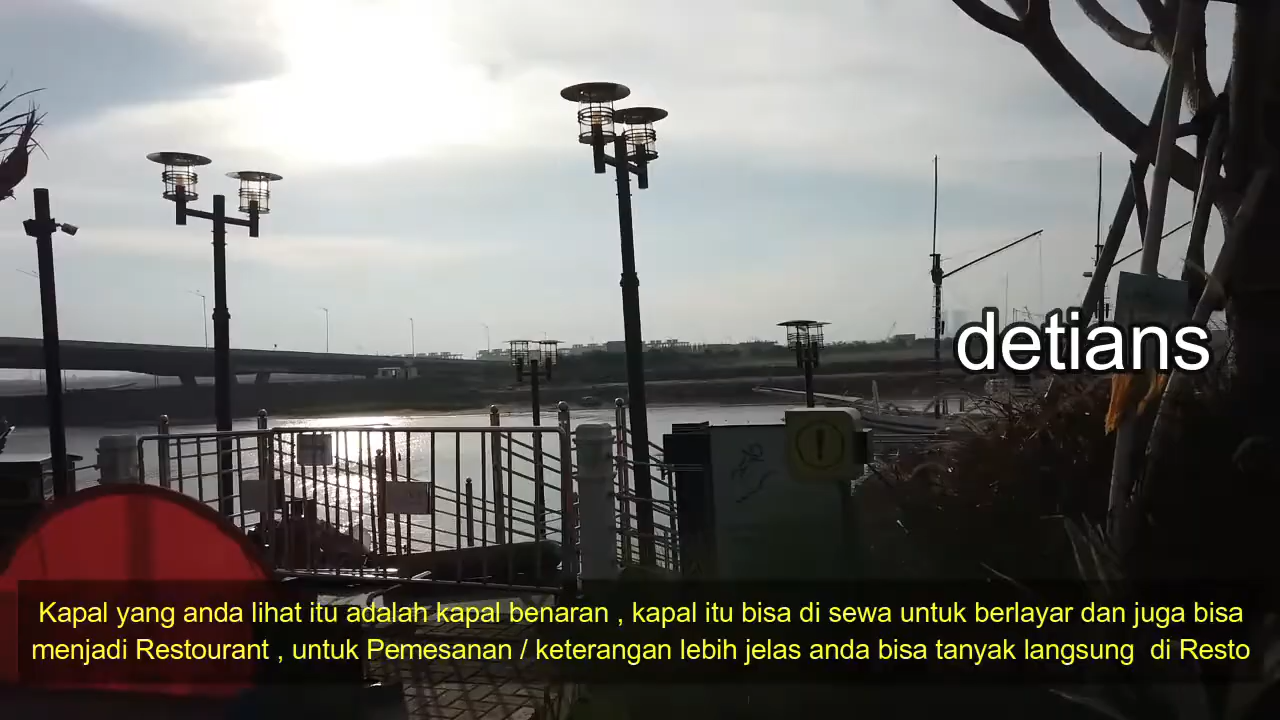 detians
Kapal yang anda lihat itu adalah kapal benaran , kapal itu bisa di sewa untuk berlayar dan juga bisa
menjadi Restourant , untuk Pemesanan / keterangan lebih jelas anda bisa tanyak langsung di Resto